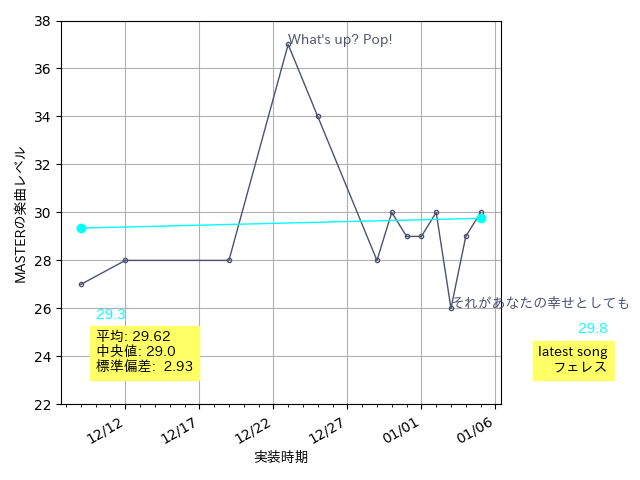 38
36
34
32
30
28
26
24
22
MASTERの楽曲レベル
What's up? Pop!
それがあなたの幸せとしても
29.3
平均: 29.62
中央値: 29.0
標準偏差: 2.93
29.8
latest song
フェレス
12/12
12/17
12/22
12/27
01/01
01/06
実装時期